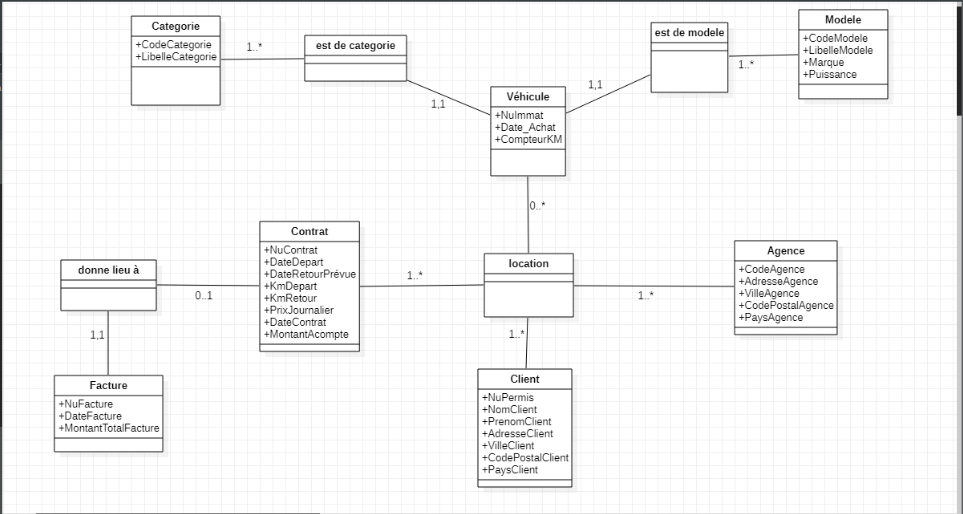 Categorie
+CodeCategorie
+LibelleCategorie
1..*
est de categorie
1,1
est de modele
1..*
Modele
+CodeModele
+LibelleModele
+Marque
+Puissance
1,1
Véhicule
+NuImmat
+Date_Achat
+CompteurKM
0..*
donne lieu à
0..1
Contrat
+NuContrat
+DateDepart
+DateRetourPrévue
+KmDepart
+KmRetour
+PrixJournalier
+DateContrat
+MontantAcompte
1..*
location
1..*
Agence
+CodeAgence
+AdresseAgence
+VilleAgence
+CodePostalAgence
+PaysAgence
1,1
1..*
Facture
+NuFacture
+DateFacture
+MontantTotalFacture
Client
+NuPermis
+NomClient
+PrenomClient
+AdresseClient
+VilleClient
+CodePostalClient
+PaysClient